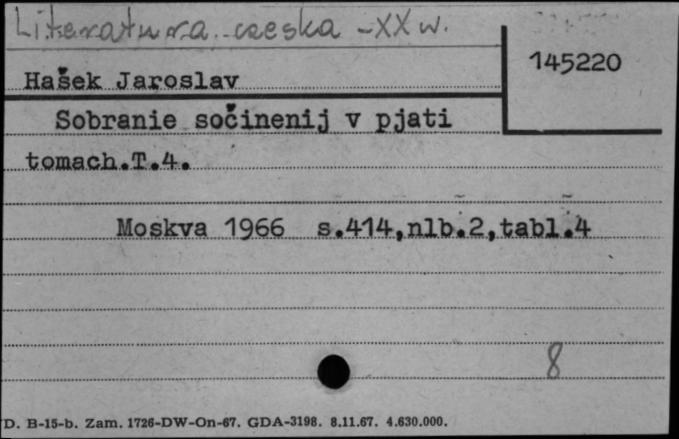 Literatura czeska - XX w.
145220
Hašek Jaroslav
Sobranie sočinenij v pjati
tomach.T.4.
Moskva 1966 s.414,nlb.2,tabl.4
8
D. B-15-b. Zam. 1726-DW-On-67. GDA-3198. 8.11.67. 4.630.000.